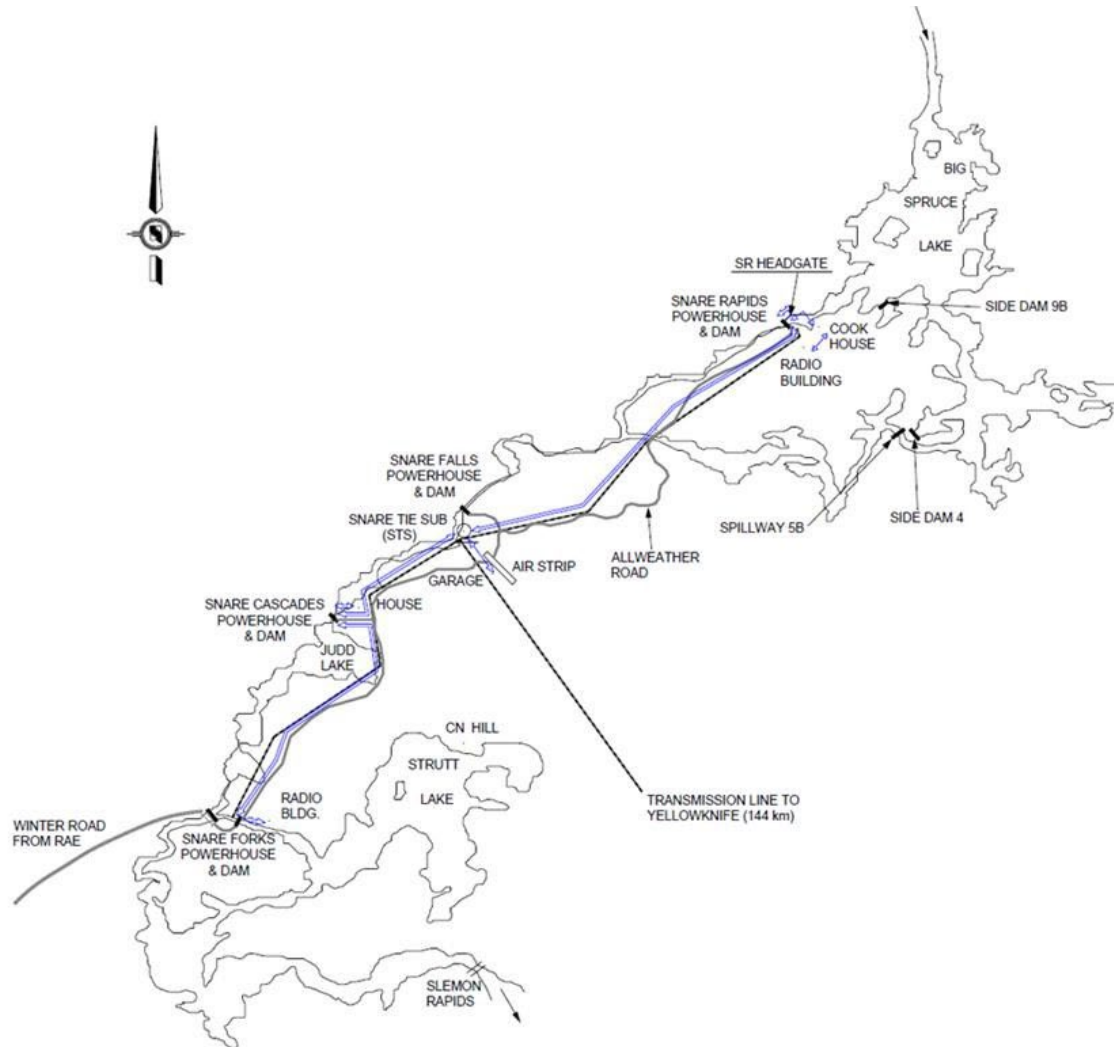 BIG
SPRUCE
LAKE
SR HEADGATE
SNARE RAPIDS
POWERHOUSE
& DAM
SIDE DAM 9B
COOK
HOUSE
RADIO
BUILDING
SNARE FALLS
POWERHOUSE
& DAM
SNARE TIE SUB
(STS)
SPILLWAY 5B
SIDE DAM 4
ALLWEATHER
ROAD
AIR STRIP
GARAGE
HOUSE
SNARE CASCADES
POWERHOUSE
& DAM
JUDD
LAKE
CN HILL
STRUTT
LAKE
RADIO
BLDG.
TRANSMISSION LINE TO
YELLOWKNIFE (144 km)
WINTER ROAD
FROM RAE
SNARE FORKS
POWERHOUSE
& DAM
SLEMON
RAPIDS